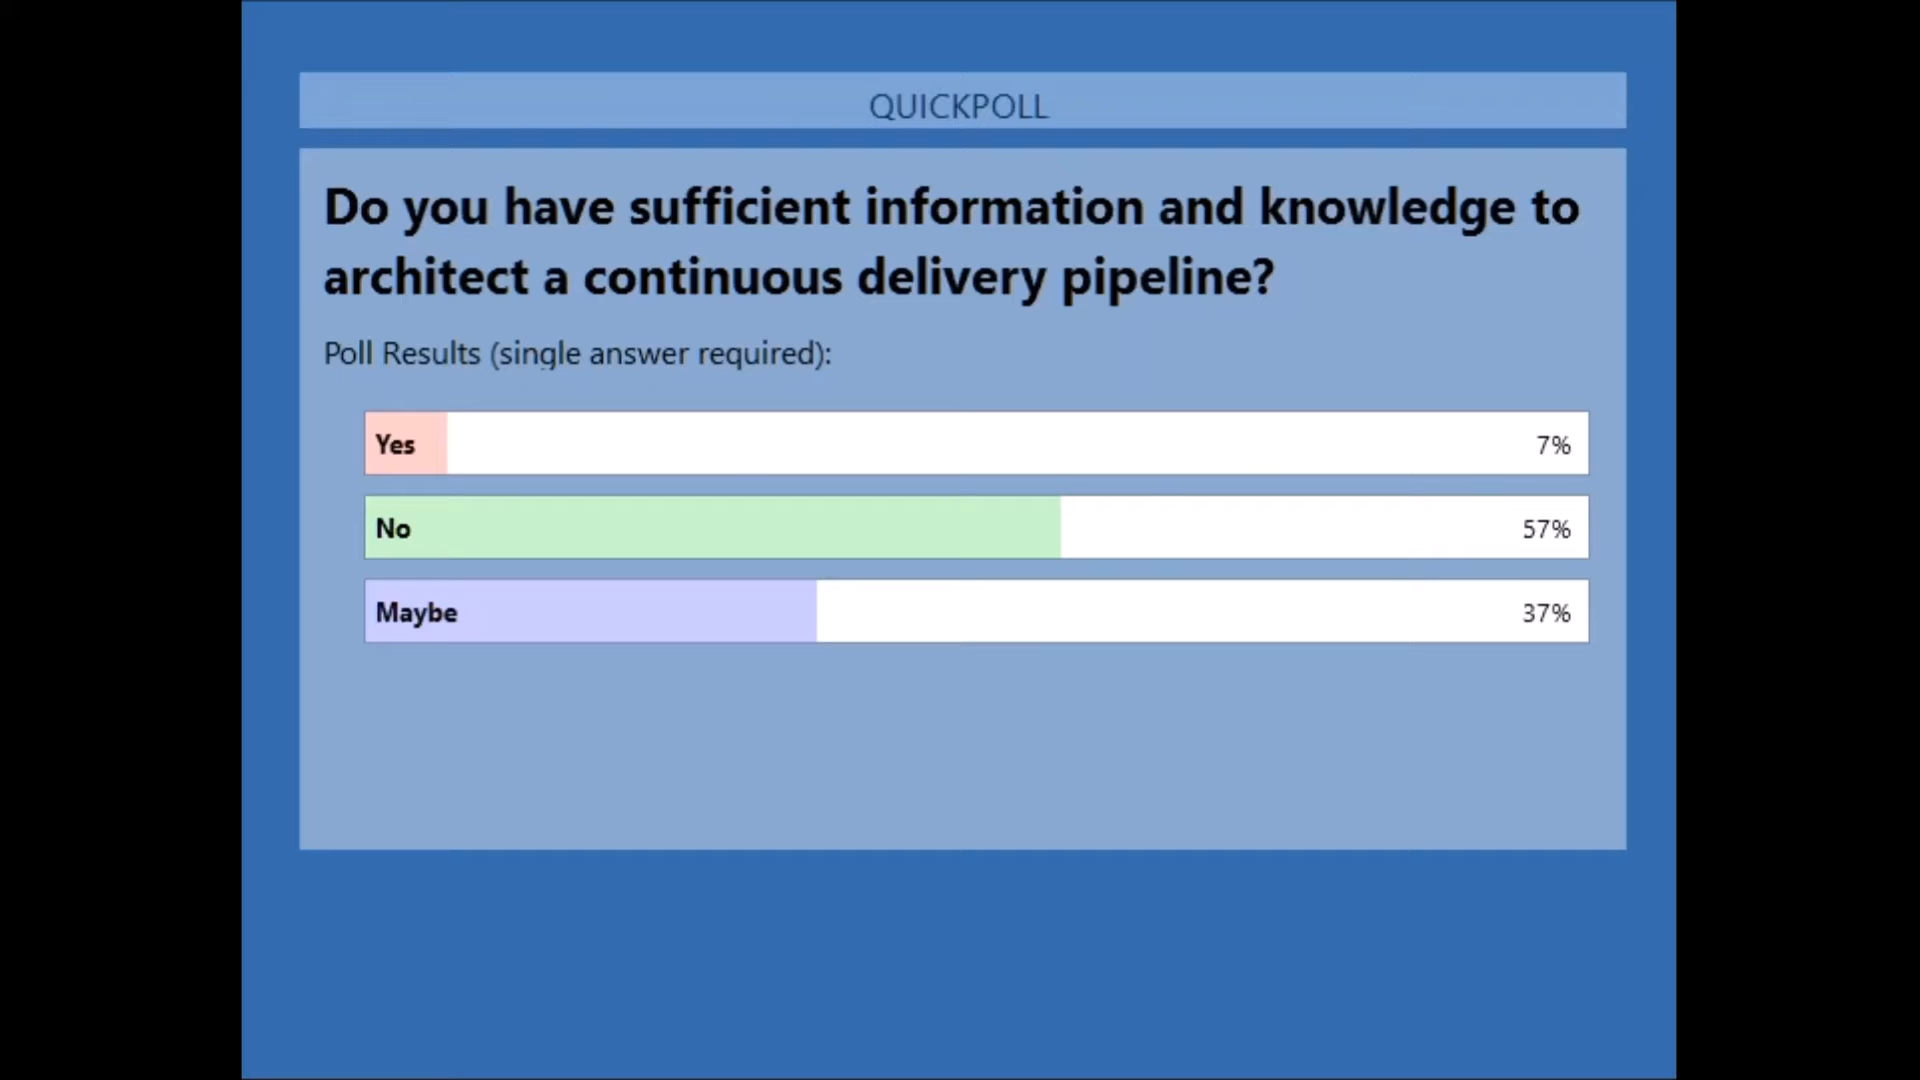 QUICKPOLL
Do you have sufficient information and knowledge to
architect a continuous delivery pipeline?
Poll Results (single answer required):
Yes 7%
No 57%
Maybe 37%